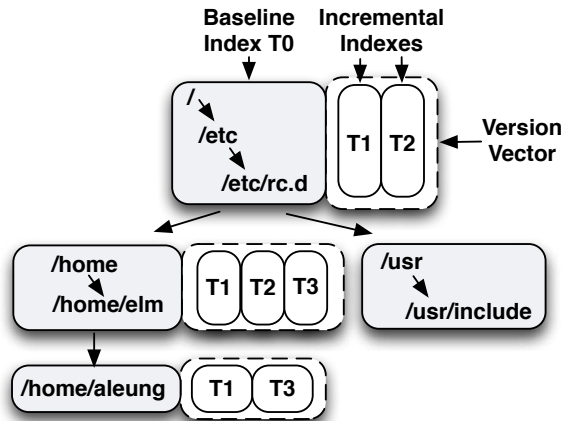 Baseline
Index T0
Incremental
Indexes
/
/etc
/etc/rc.d
T1 T2
Version
Vector
/home
/home/elm
T1 T2 T3
/usr
/usr/include
/home/aleung
T1 T3